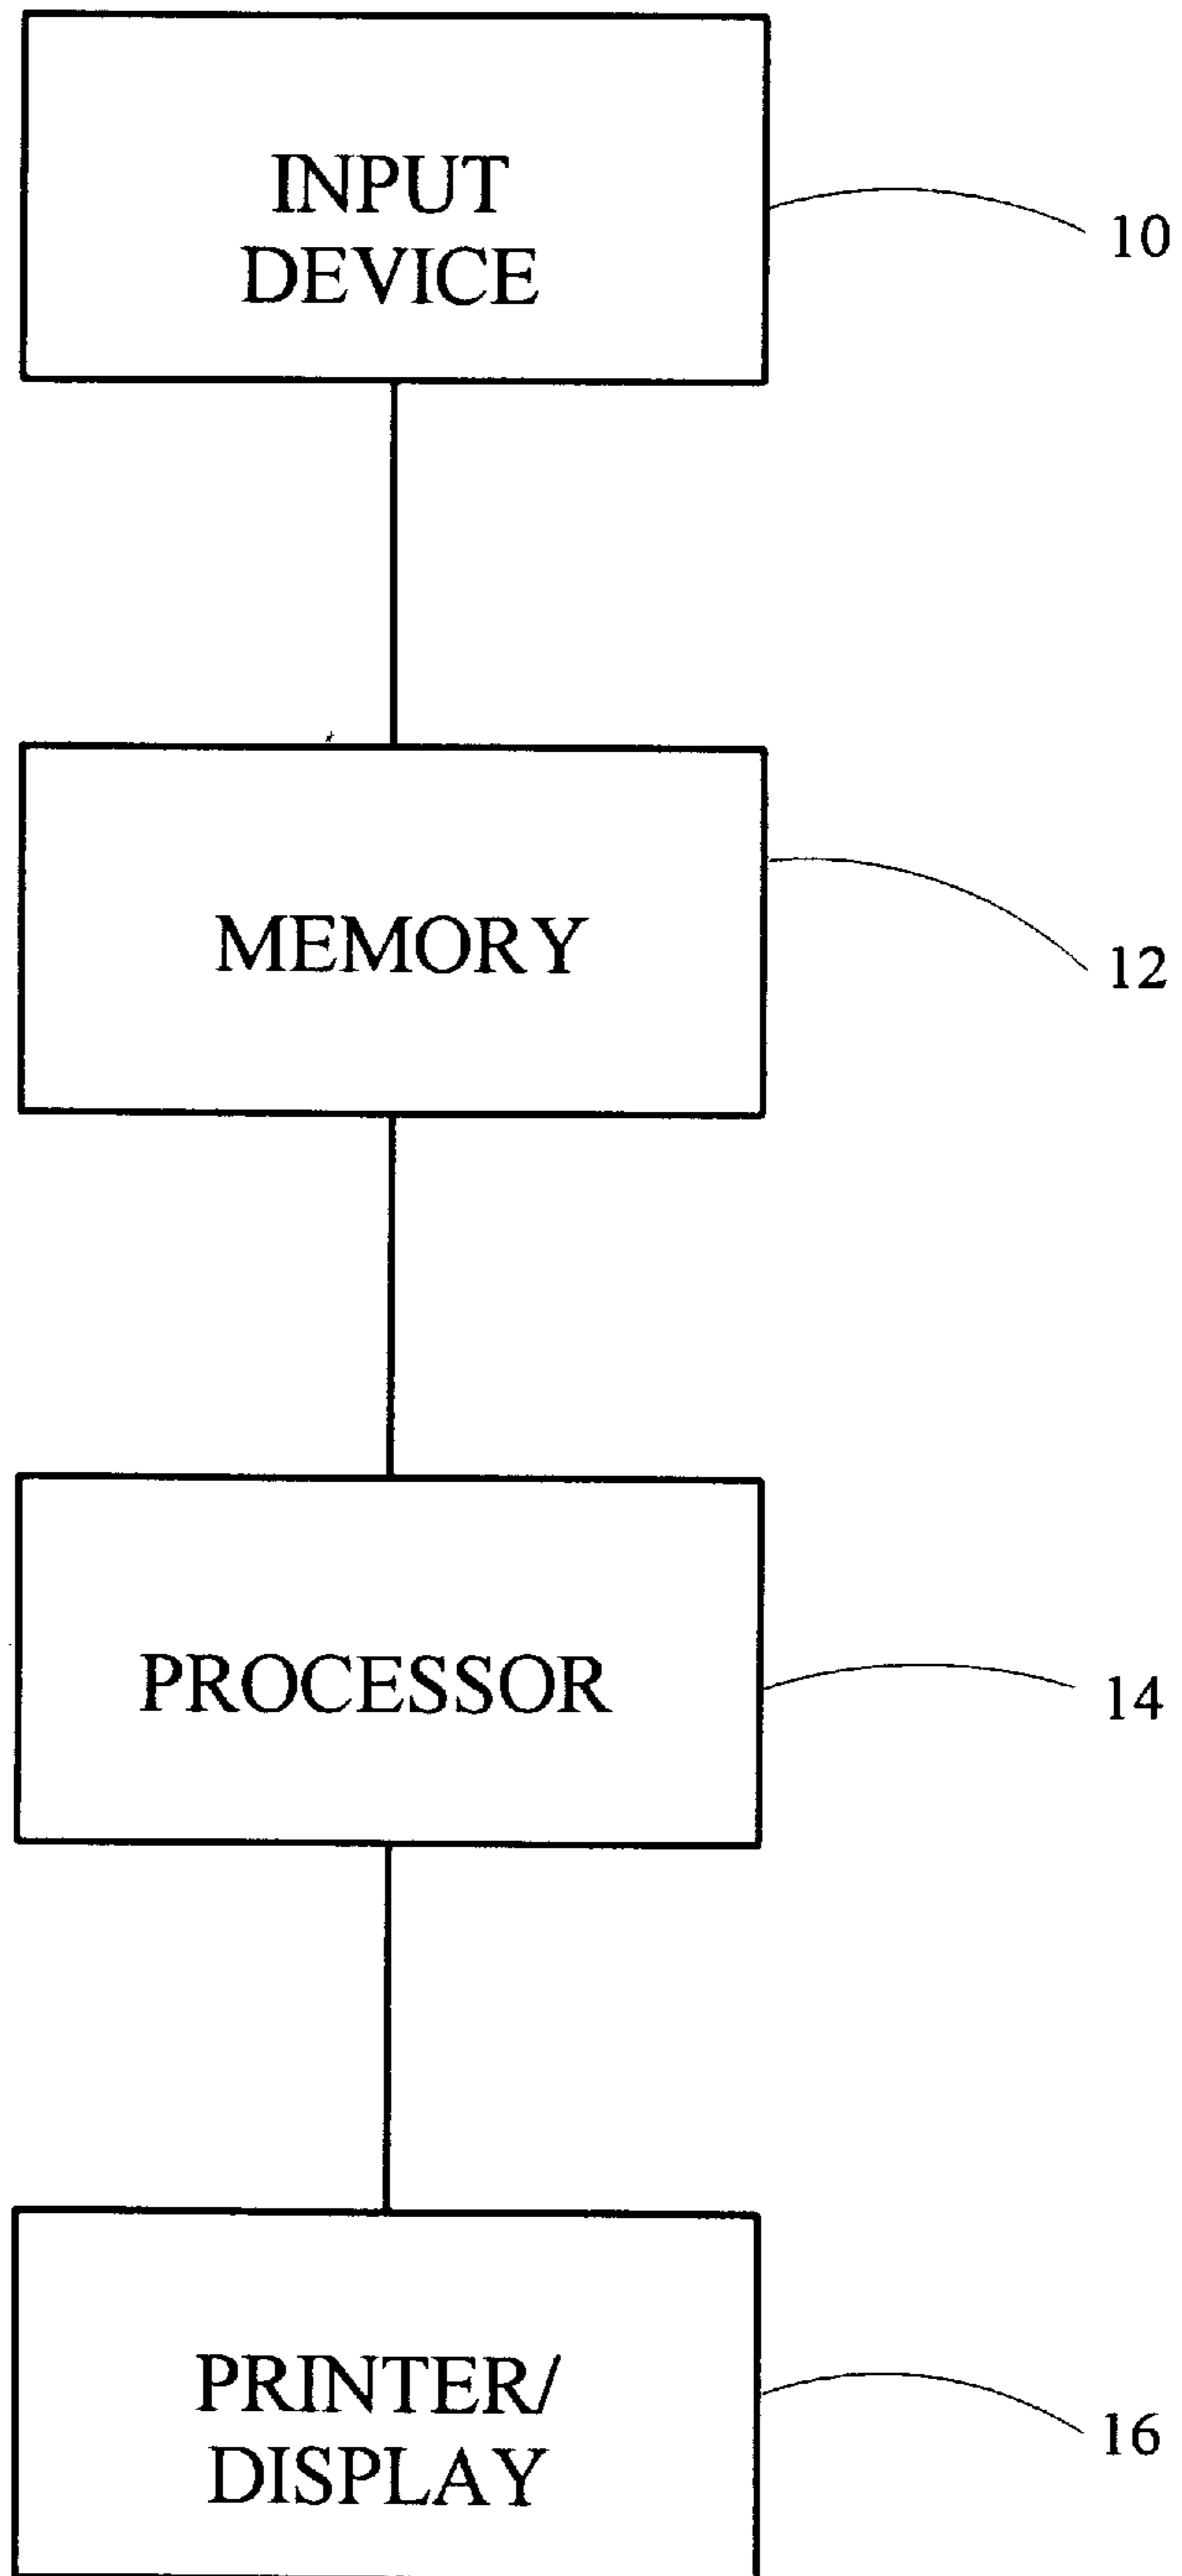 INPUT
DEVICE
10
MEMORY
12
PROCESSOR
14
PRINTER/
DISPLAY
16